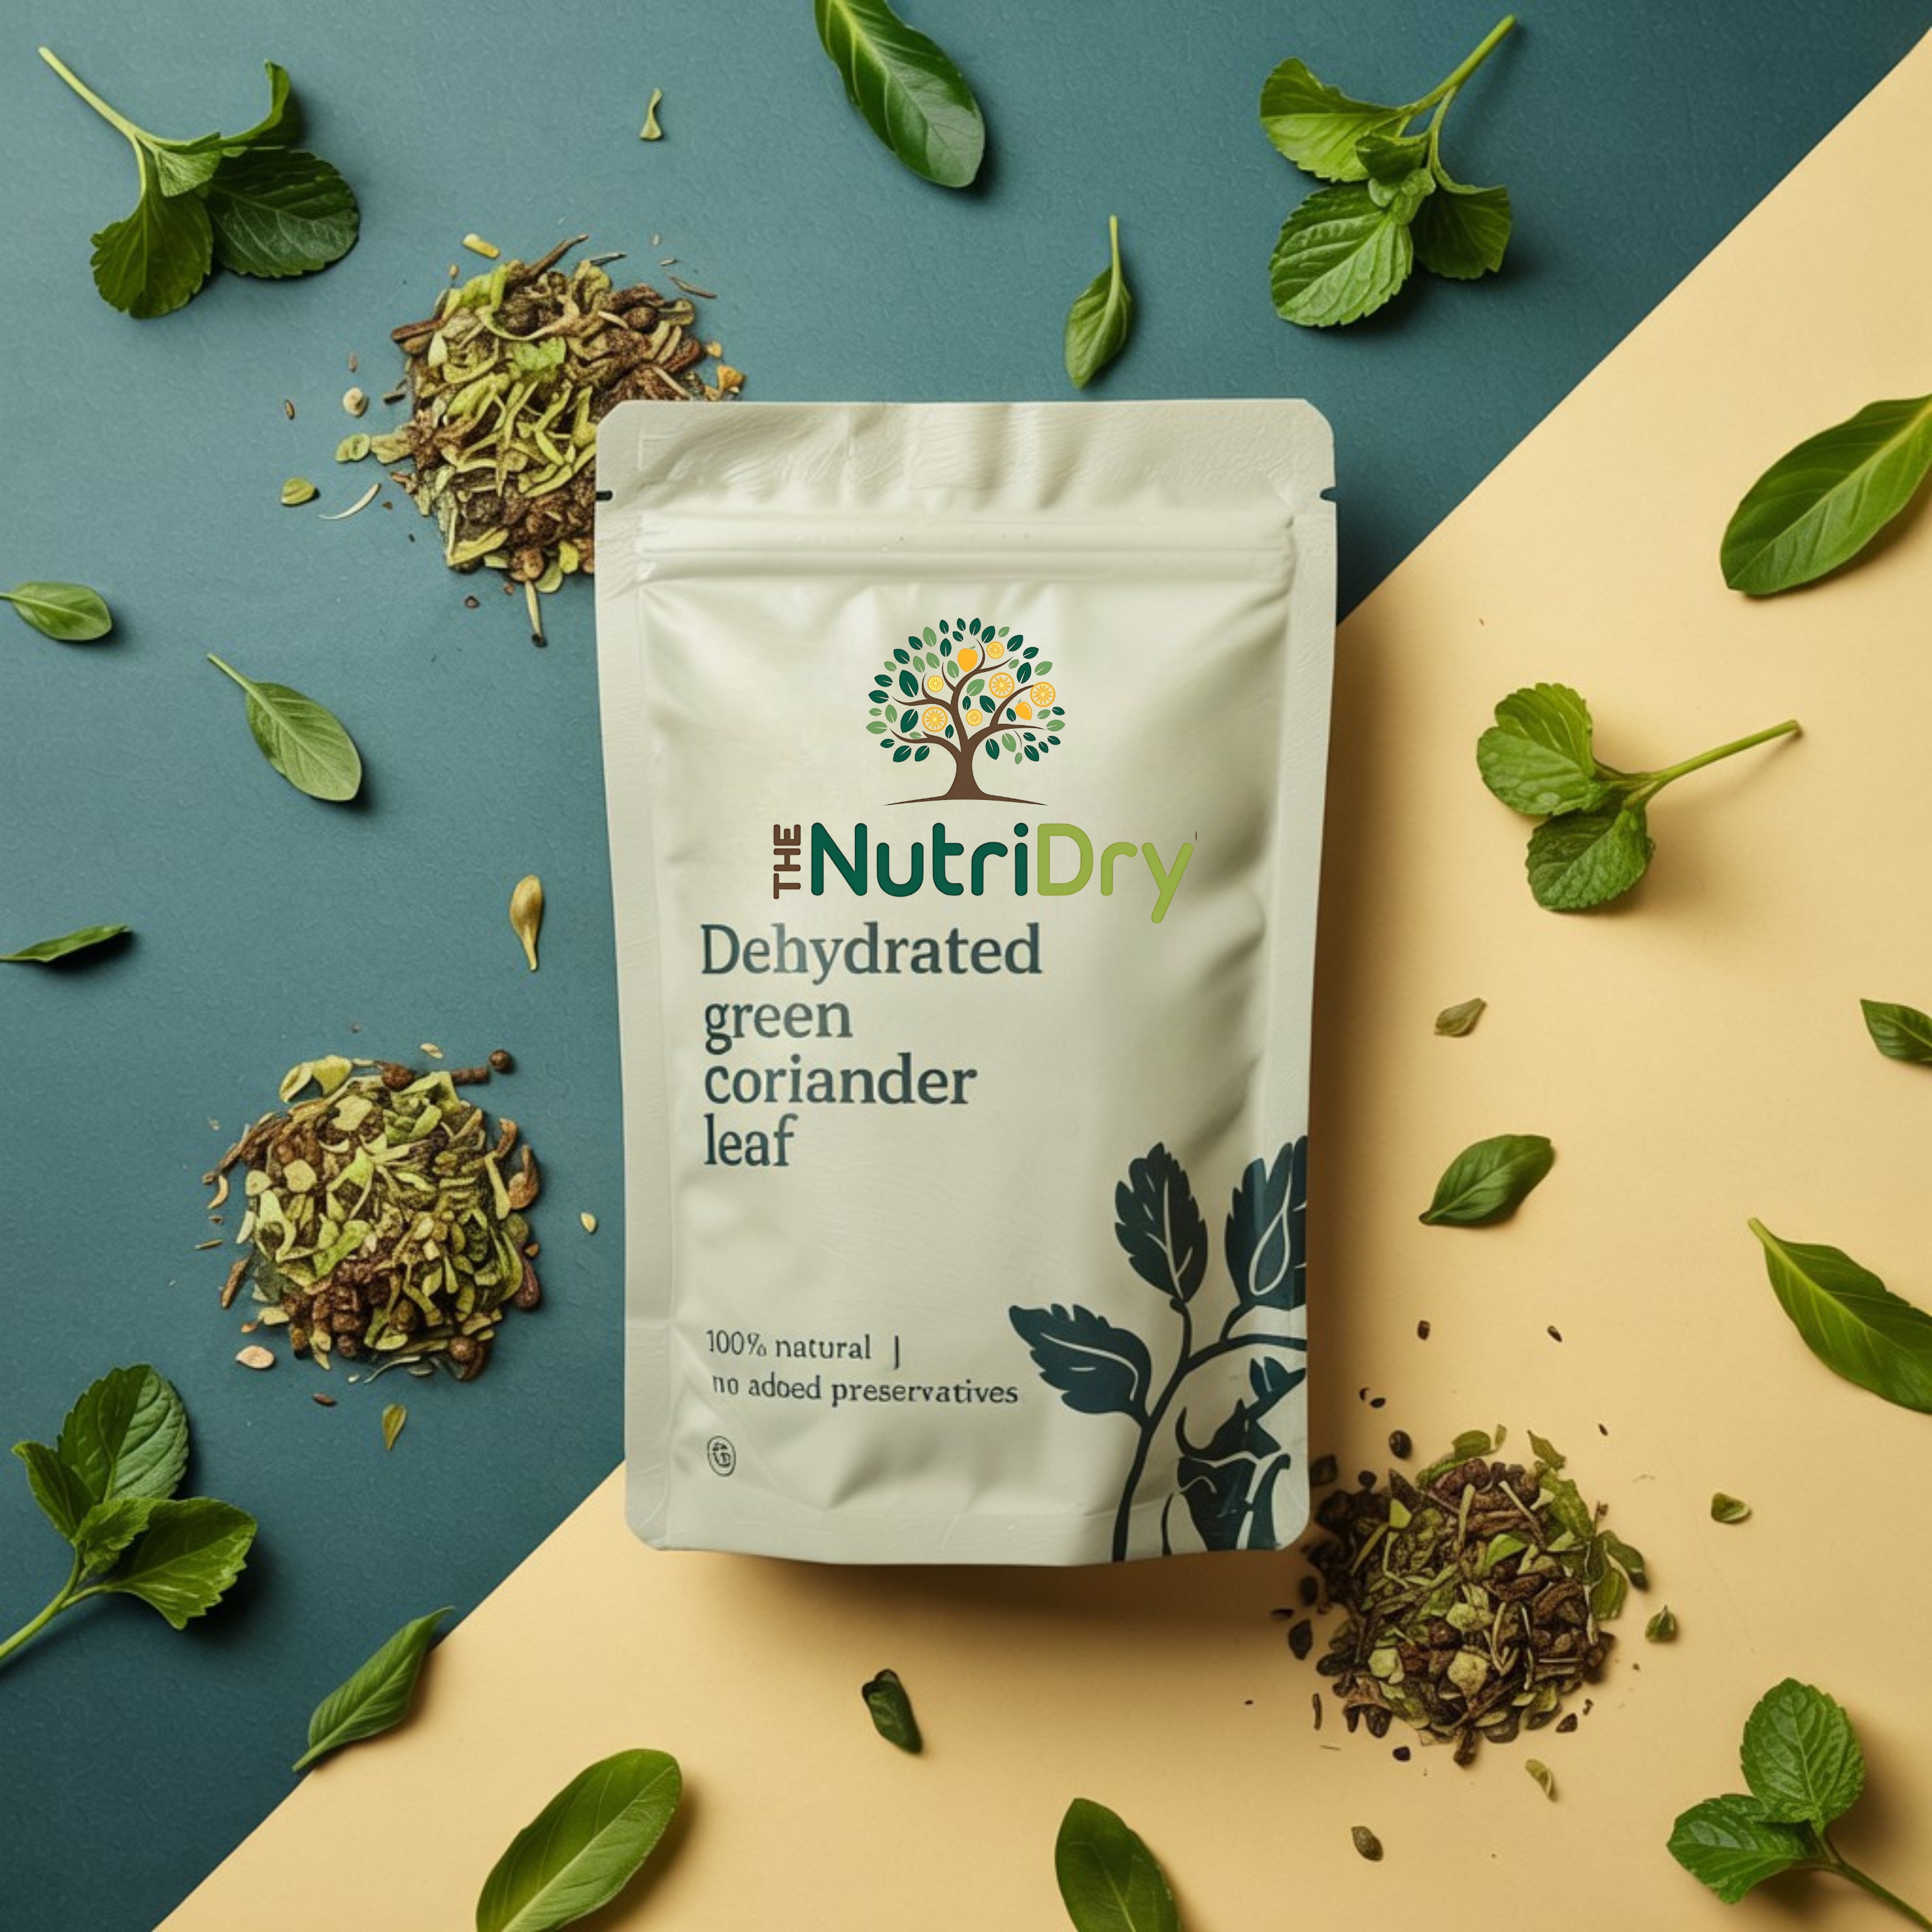 THE NutriDry
Dehydrated
green
coriander
leaf
100% natural |
no adoed preservatives